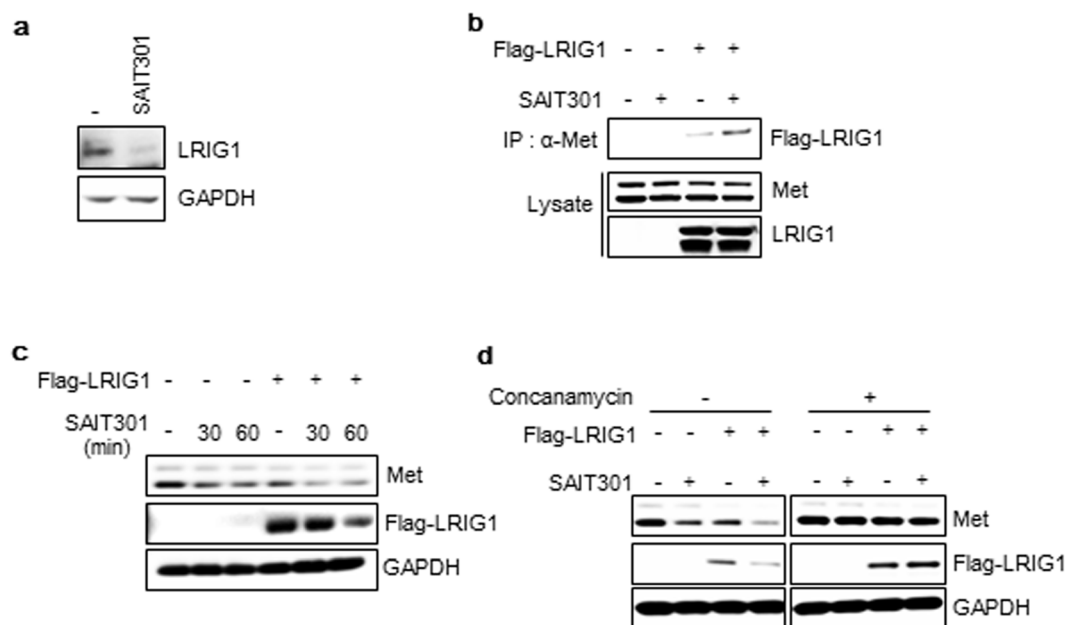 a
- SAIT301
LRIG1
GAPDH
b
Flag-LRIG1 - - + +
SAIT301 - + - +
IP : α-Met Flag-LRIG1
Lysate
Met
LRIG1
c
Flag-LRIG1 - - - + + +
SAIT301 - 30 60 - 30 60
(min)
Met
Flag-LRIG1
GAPDH
d
Concanamycin - +
Flag-LRIG1 - - + + - - + +
SAIT301 - + - + - + - +
Met
Flag-LRIG1
GAPDH